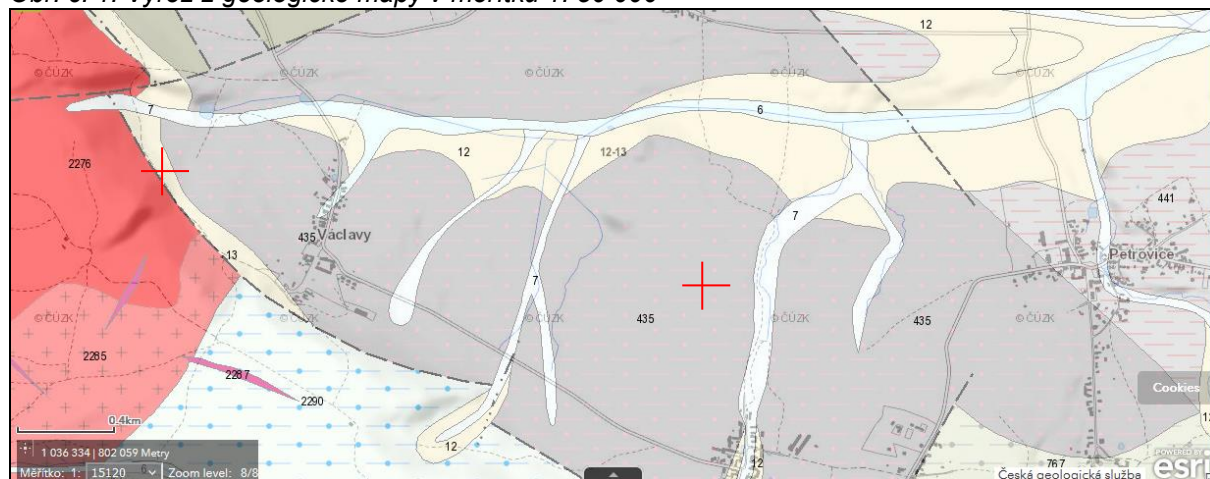 Obr. č. 1: Výřez z geologické mapy v měřítku 1: 50 000
12
© ČÚZK © ČÚZK © ČÚZK © ČÚZK © ČÚZK
7 6
2276 12 12-13
7 441
435 Václavy
13 Petrovice
7
© ČÚZK © ČÚZK © ČÚZK © ČÚZK
435 435
2285
2287
Cookies
2290
0.4km
12
1 036 334 | 802 059 Metry
12 767
Měřítko: 1: 15120 Zoom level: 8/8
Česká geologická služba
POWERED BY
esri